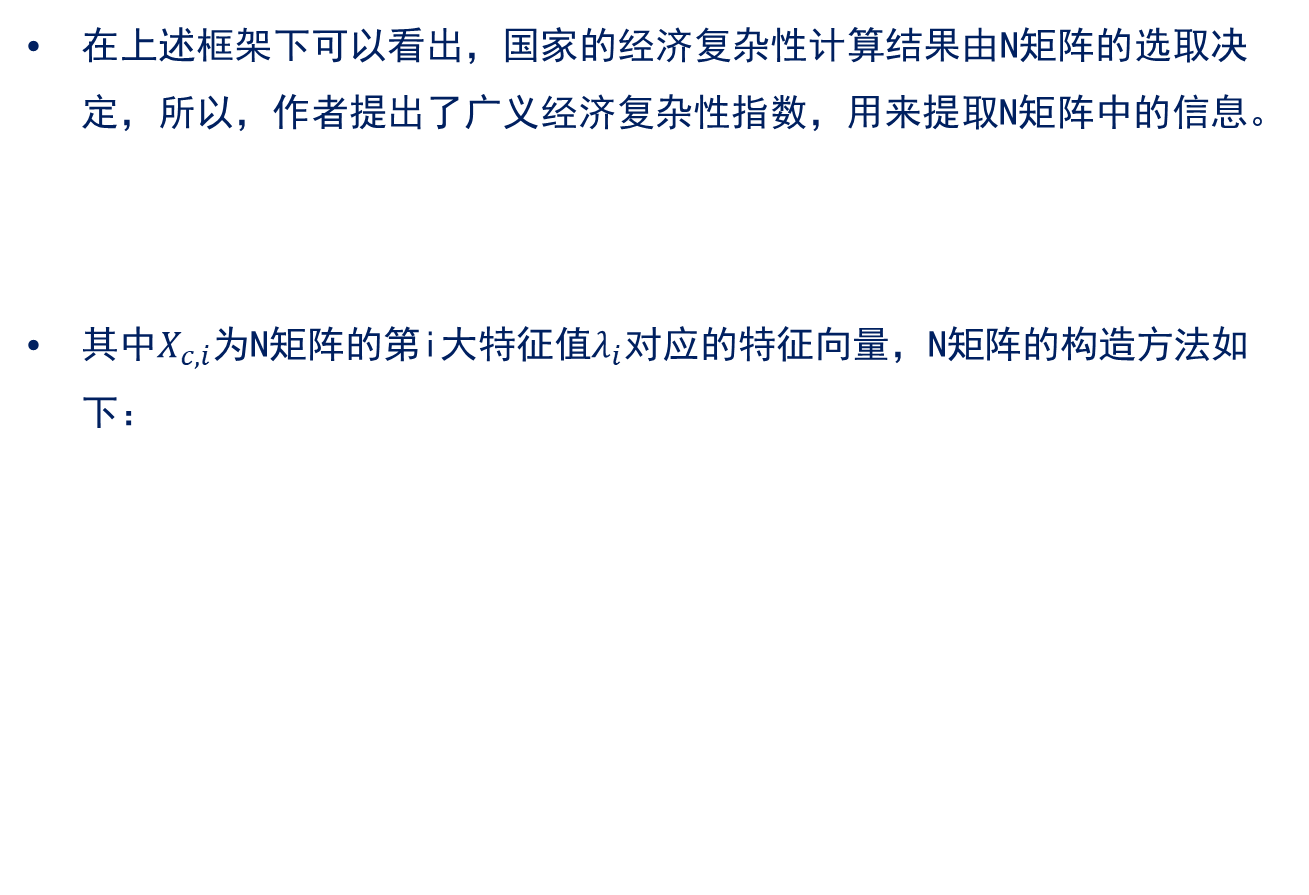 • 在上述框架下可以看出，国家的经济复杂性计算结果由N矩阵的选取决
定，所以，作者提出了广义经济复杂性指数，用来提取N矩阵中的信息。
• 其中X_{c,i}为N矩阵的第i大特征值λ_i对应的特征向量，N矩阵的构造方法如
下：